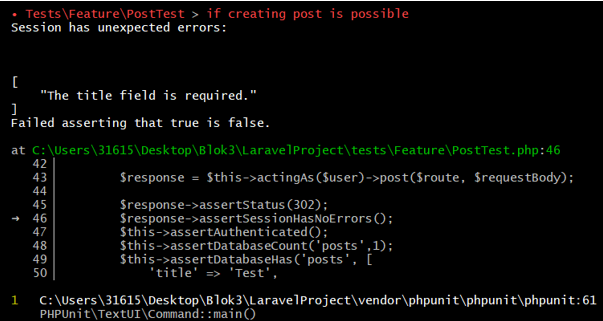 • Tests\Feature\PostTest > if creating post is possible
Session has unexpected errors:
[
"The title field is required."
]
Failed asserting that true is false.
at C:\Users\31615\Desktop\Blok3\LaravelProject\tests\Feature\PostTest.php:46
42
43 $response = $this->actingAs($user)->post($route, $requestBody);
44
45 $response->assertStatus(302);
→ 46 $response->assertSessionHasNoErrors();
47 $this->assertAuthenticated();
48 $this->assertDatabaseCount('posts',1);
49 $this->assertDatabaseHas('posts', [
50 'title' => 'Test',
1 C:\Users\31615\Desktop\Blok3\LaravelProject\vendor\phpunit\phpunit\phpunit:61
PHPUnit\TextUI\Command::main()